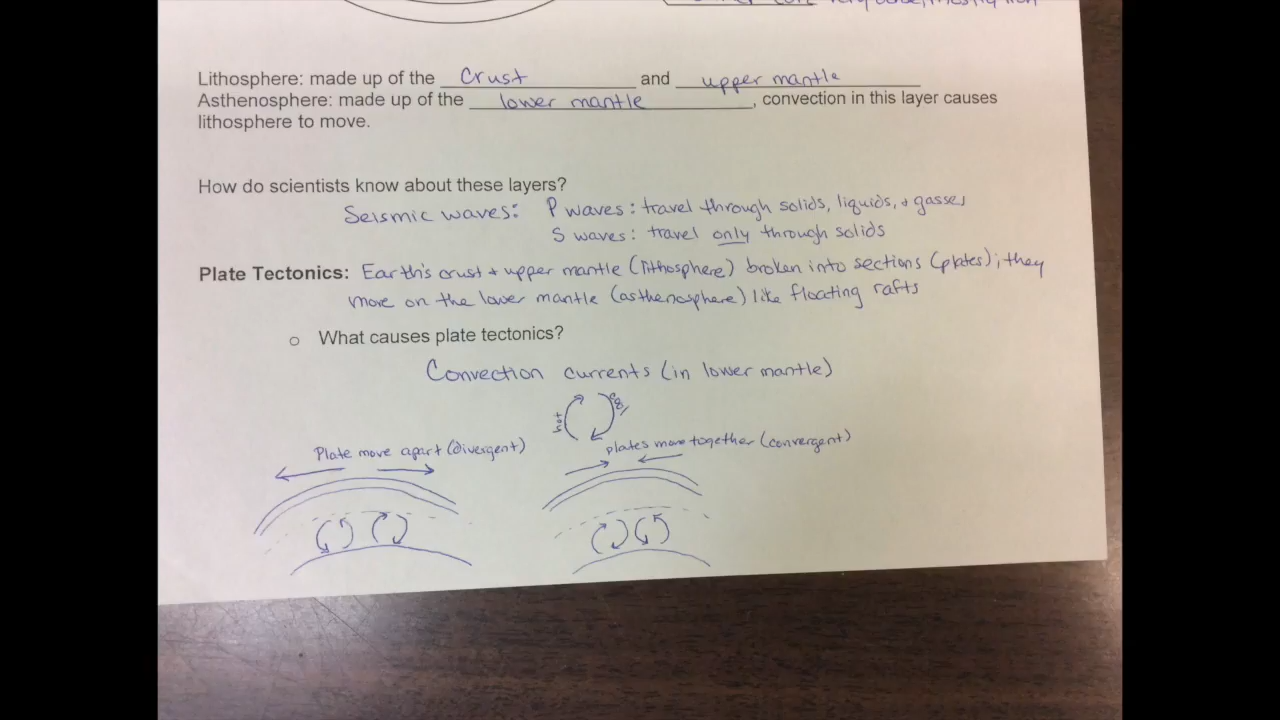 Lithosphere: made up of the Crust and upper mantle
Asthenosphere: made up of the lower mantle, convection in this layer causes
lithosphere to move.
How do scientists know about these layers?
Seismic waves: P waves: travel through solids, liquids, + gasses
S waves: travel only through solids
Plate Tectonics: Earth's crust + upper mantle (lithosphere) broken into sections (plates); they
move on the lower mantle (asthenosphere) like floating rafts
o What causes plate tectonics?
Convection currents (in lower mantle)
hot
Plate move apart (divergent)
plates move together (convergent)